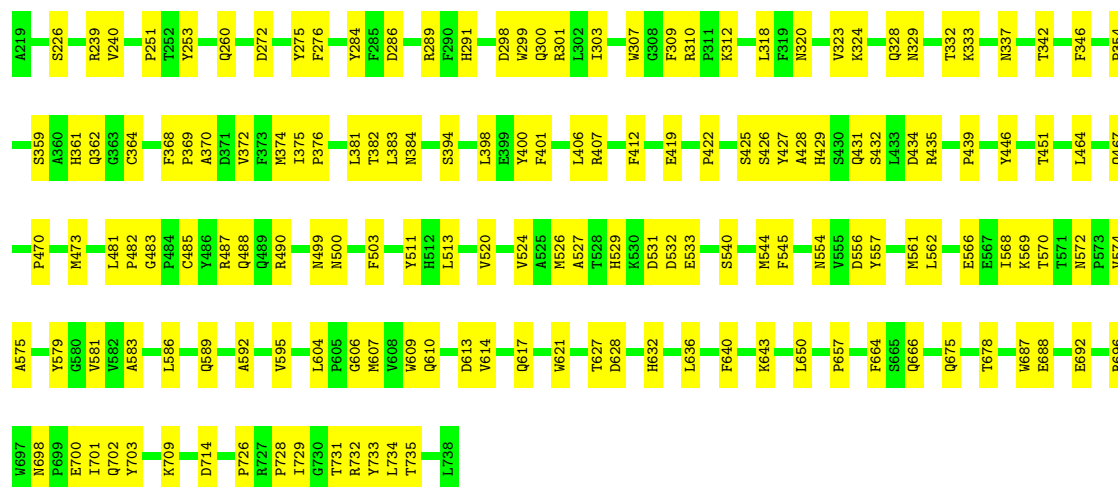 A219 S226 R239 V240 P251 T252 Y253 Q260 D272 Y275 F276 Y284 F285 D286 R289 F290 H291 D298 W299 Q300 R301 L302 I303 W307 G308 F309 R310 P311 K312 L318 F319 N320 V323 K324 Q328 N329 T332 K333 N337 T342 F346
S359 A360 H361 Q362 G363 C364 F368 P369 A370 D371 V372 F373 M374 I375 P376 L381 T382 L383 N384 S394 L398 E399 Y400 F401 L406 R407 F412 E419 P422 S425 S426 Y427 A428 H429 S430 Q431 S432 L433 D434 R435 P439 Y446 T451 L464
P470 M473 L481 P482 G483 P484 C485 Y486 R487 Q488 Q489 R490 N499 N500 F503 Y511 H512 L513 V520 V524 A525 M526 A527 T528 H529 K530 D531 D532 E533 S540 M544 F545 N554 V555 D556 Y557 M561 L562 E566 E567 I568 K569 T570 T571 N572 P573 V574
A575 Y579 G580 V581 V582 A583 L586 Q589 A592 V595 L604 P605 G606 M607 V608 W609 Q610 D613 V614 Q617 W621 T627 D628 H632 L636 F640 K643 L650 P657 F664 S665 Q666 Q675 T678 W687 E688 E692
W697 N698 P699 E700 I701 Q702 Y703 K709 D714 P726 R727 P728 I729 G730 T731 R732 Y733 L734 T735 L738